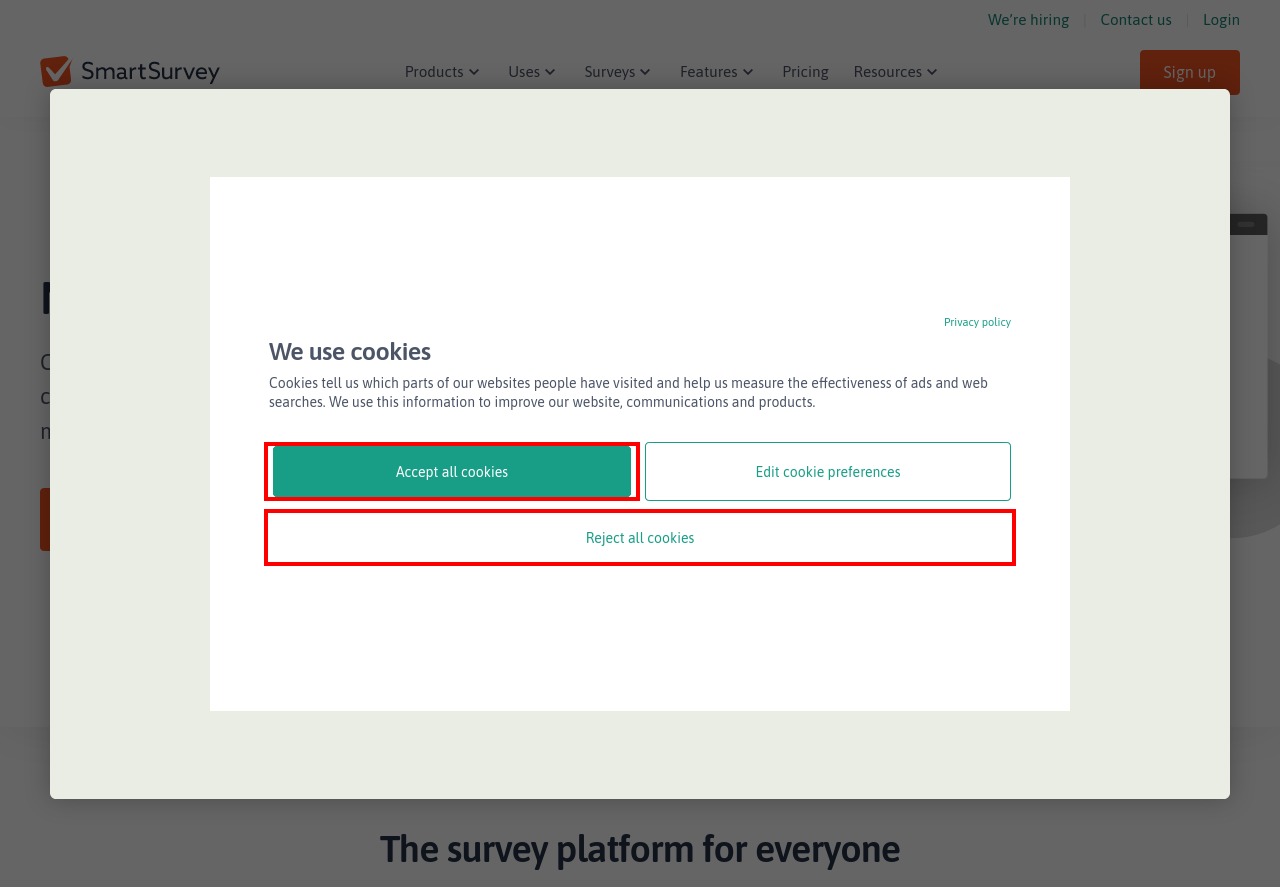 We're hiring
Contact us
Login
SmartSurvey
Products
Uses
Surveys
Features
Pricing
Resources
Sign up
Privacy policy
We use cookies
Cookies tell us which parts of our websites people have visited and help us measure the effectiveness of ads and web
searches. We use this information to improve our website, communications and products.
Accept all cookies
Edit cookie preferences
Reject all cookies
The survey platform for everyone